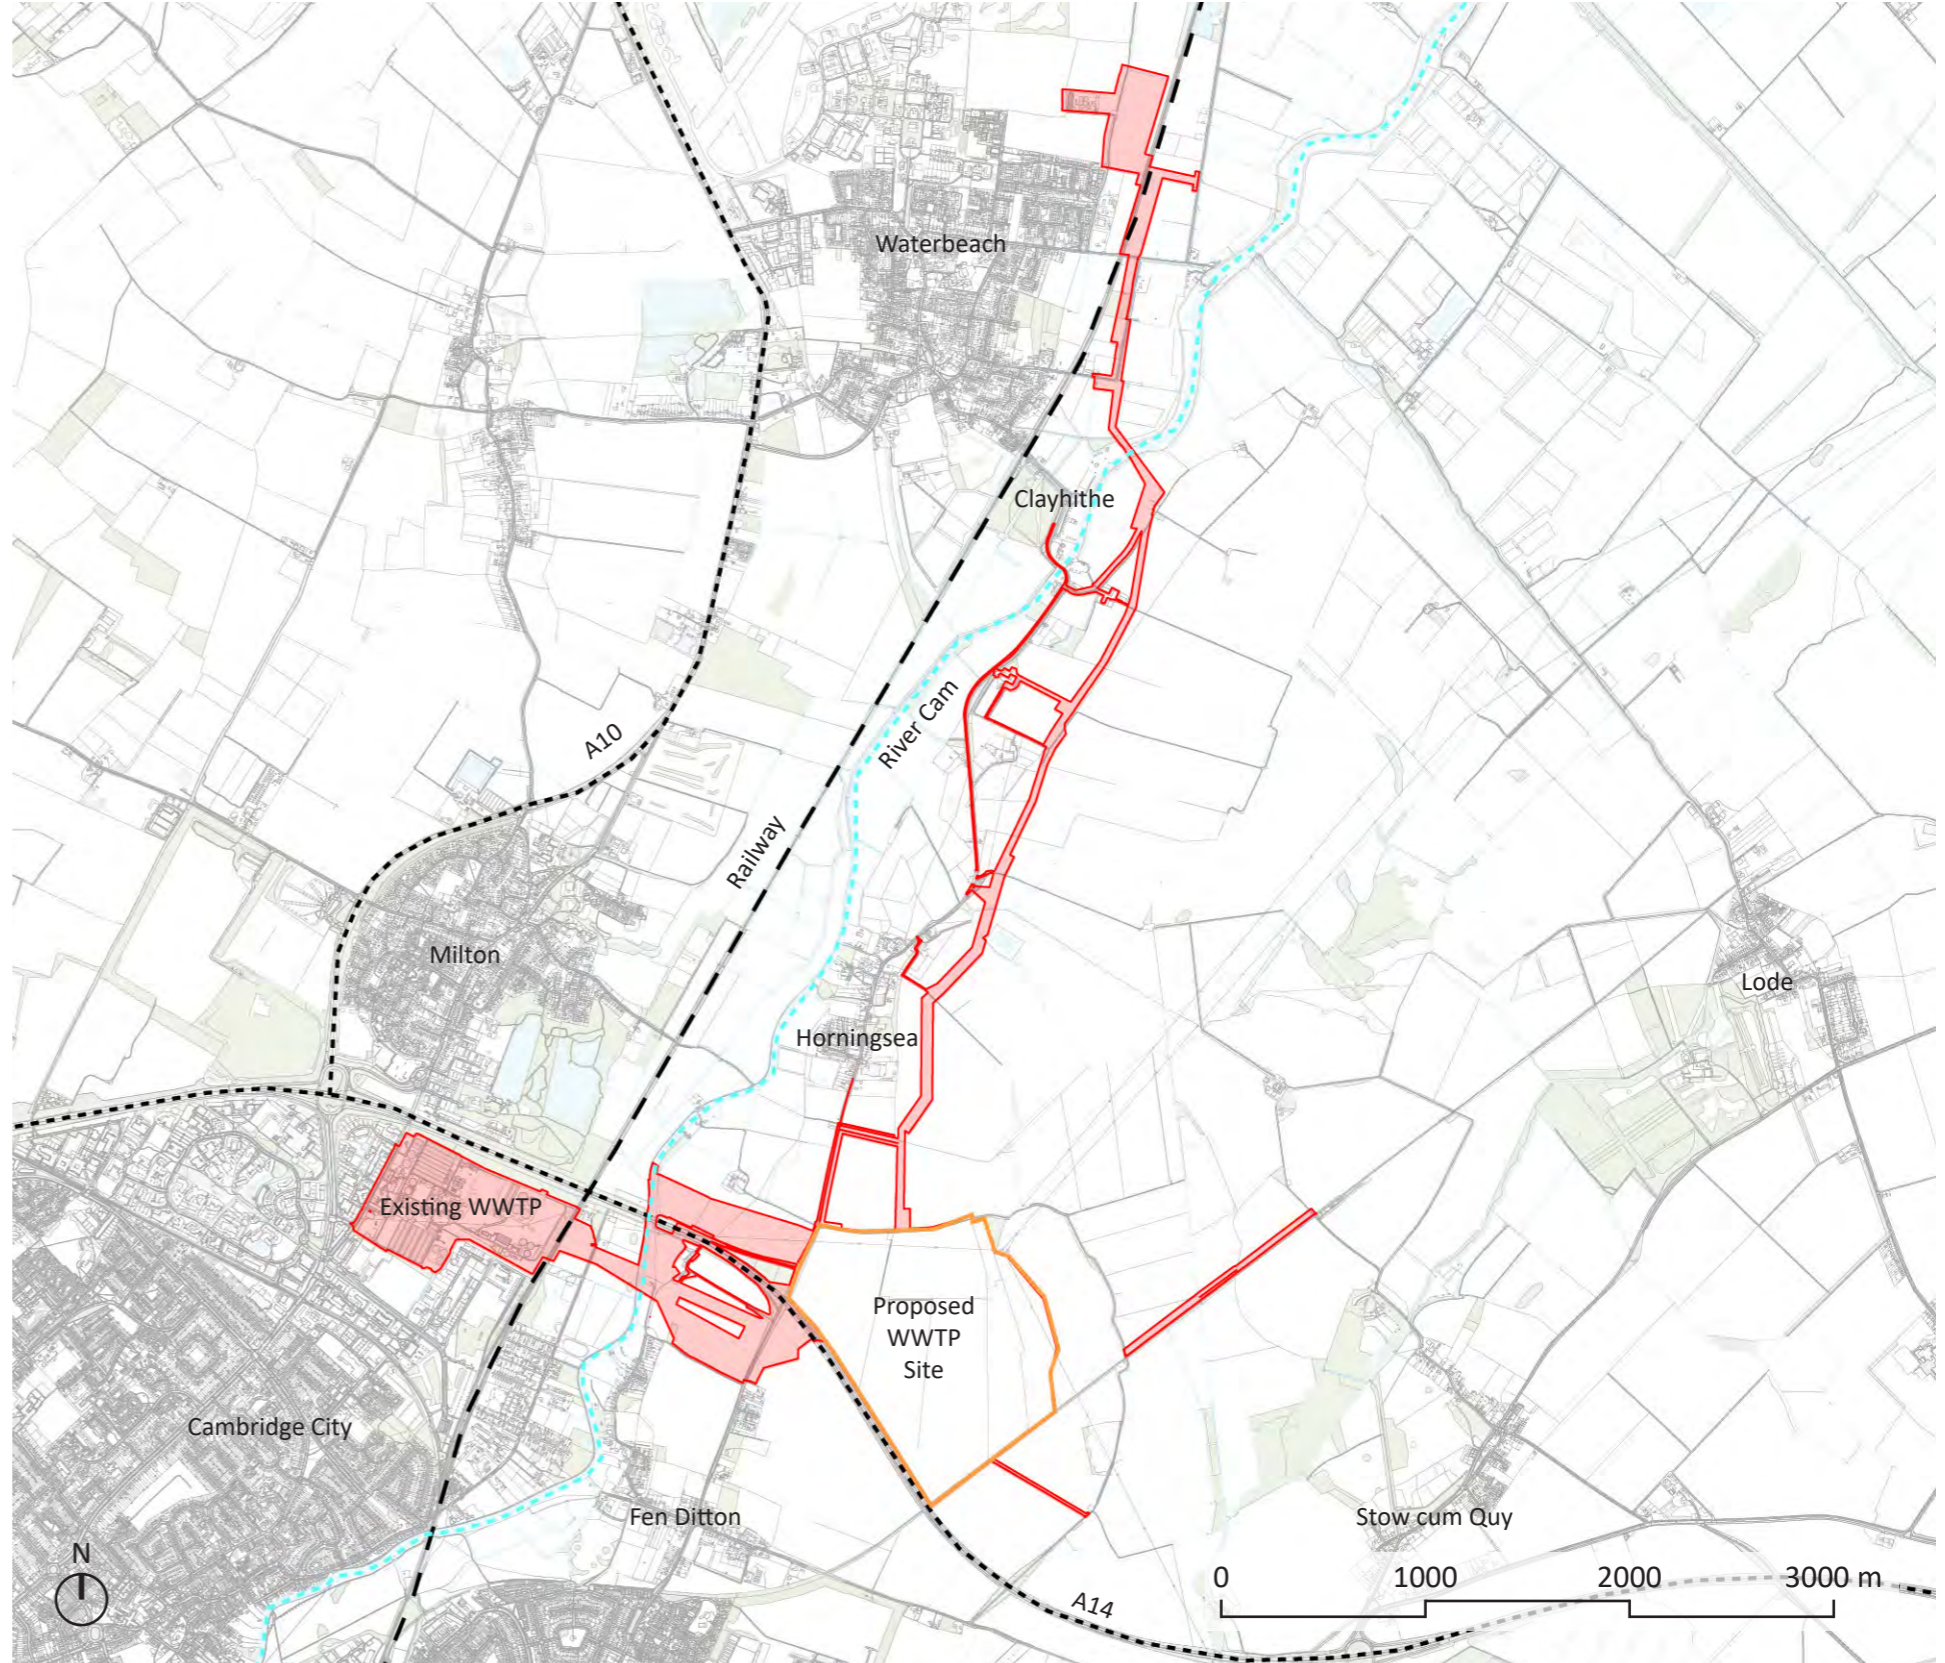 Waterbeach
Clayhithe
A10
River Cam
Railway
Milton
Lode
Horningsea
Existing WWTP
Proposed
WWTP
Site
Cambridge City
Fen Ditton
Stow cum Quy
N
0 1000 2000 3000 m
A14